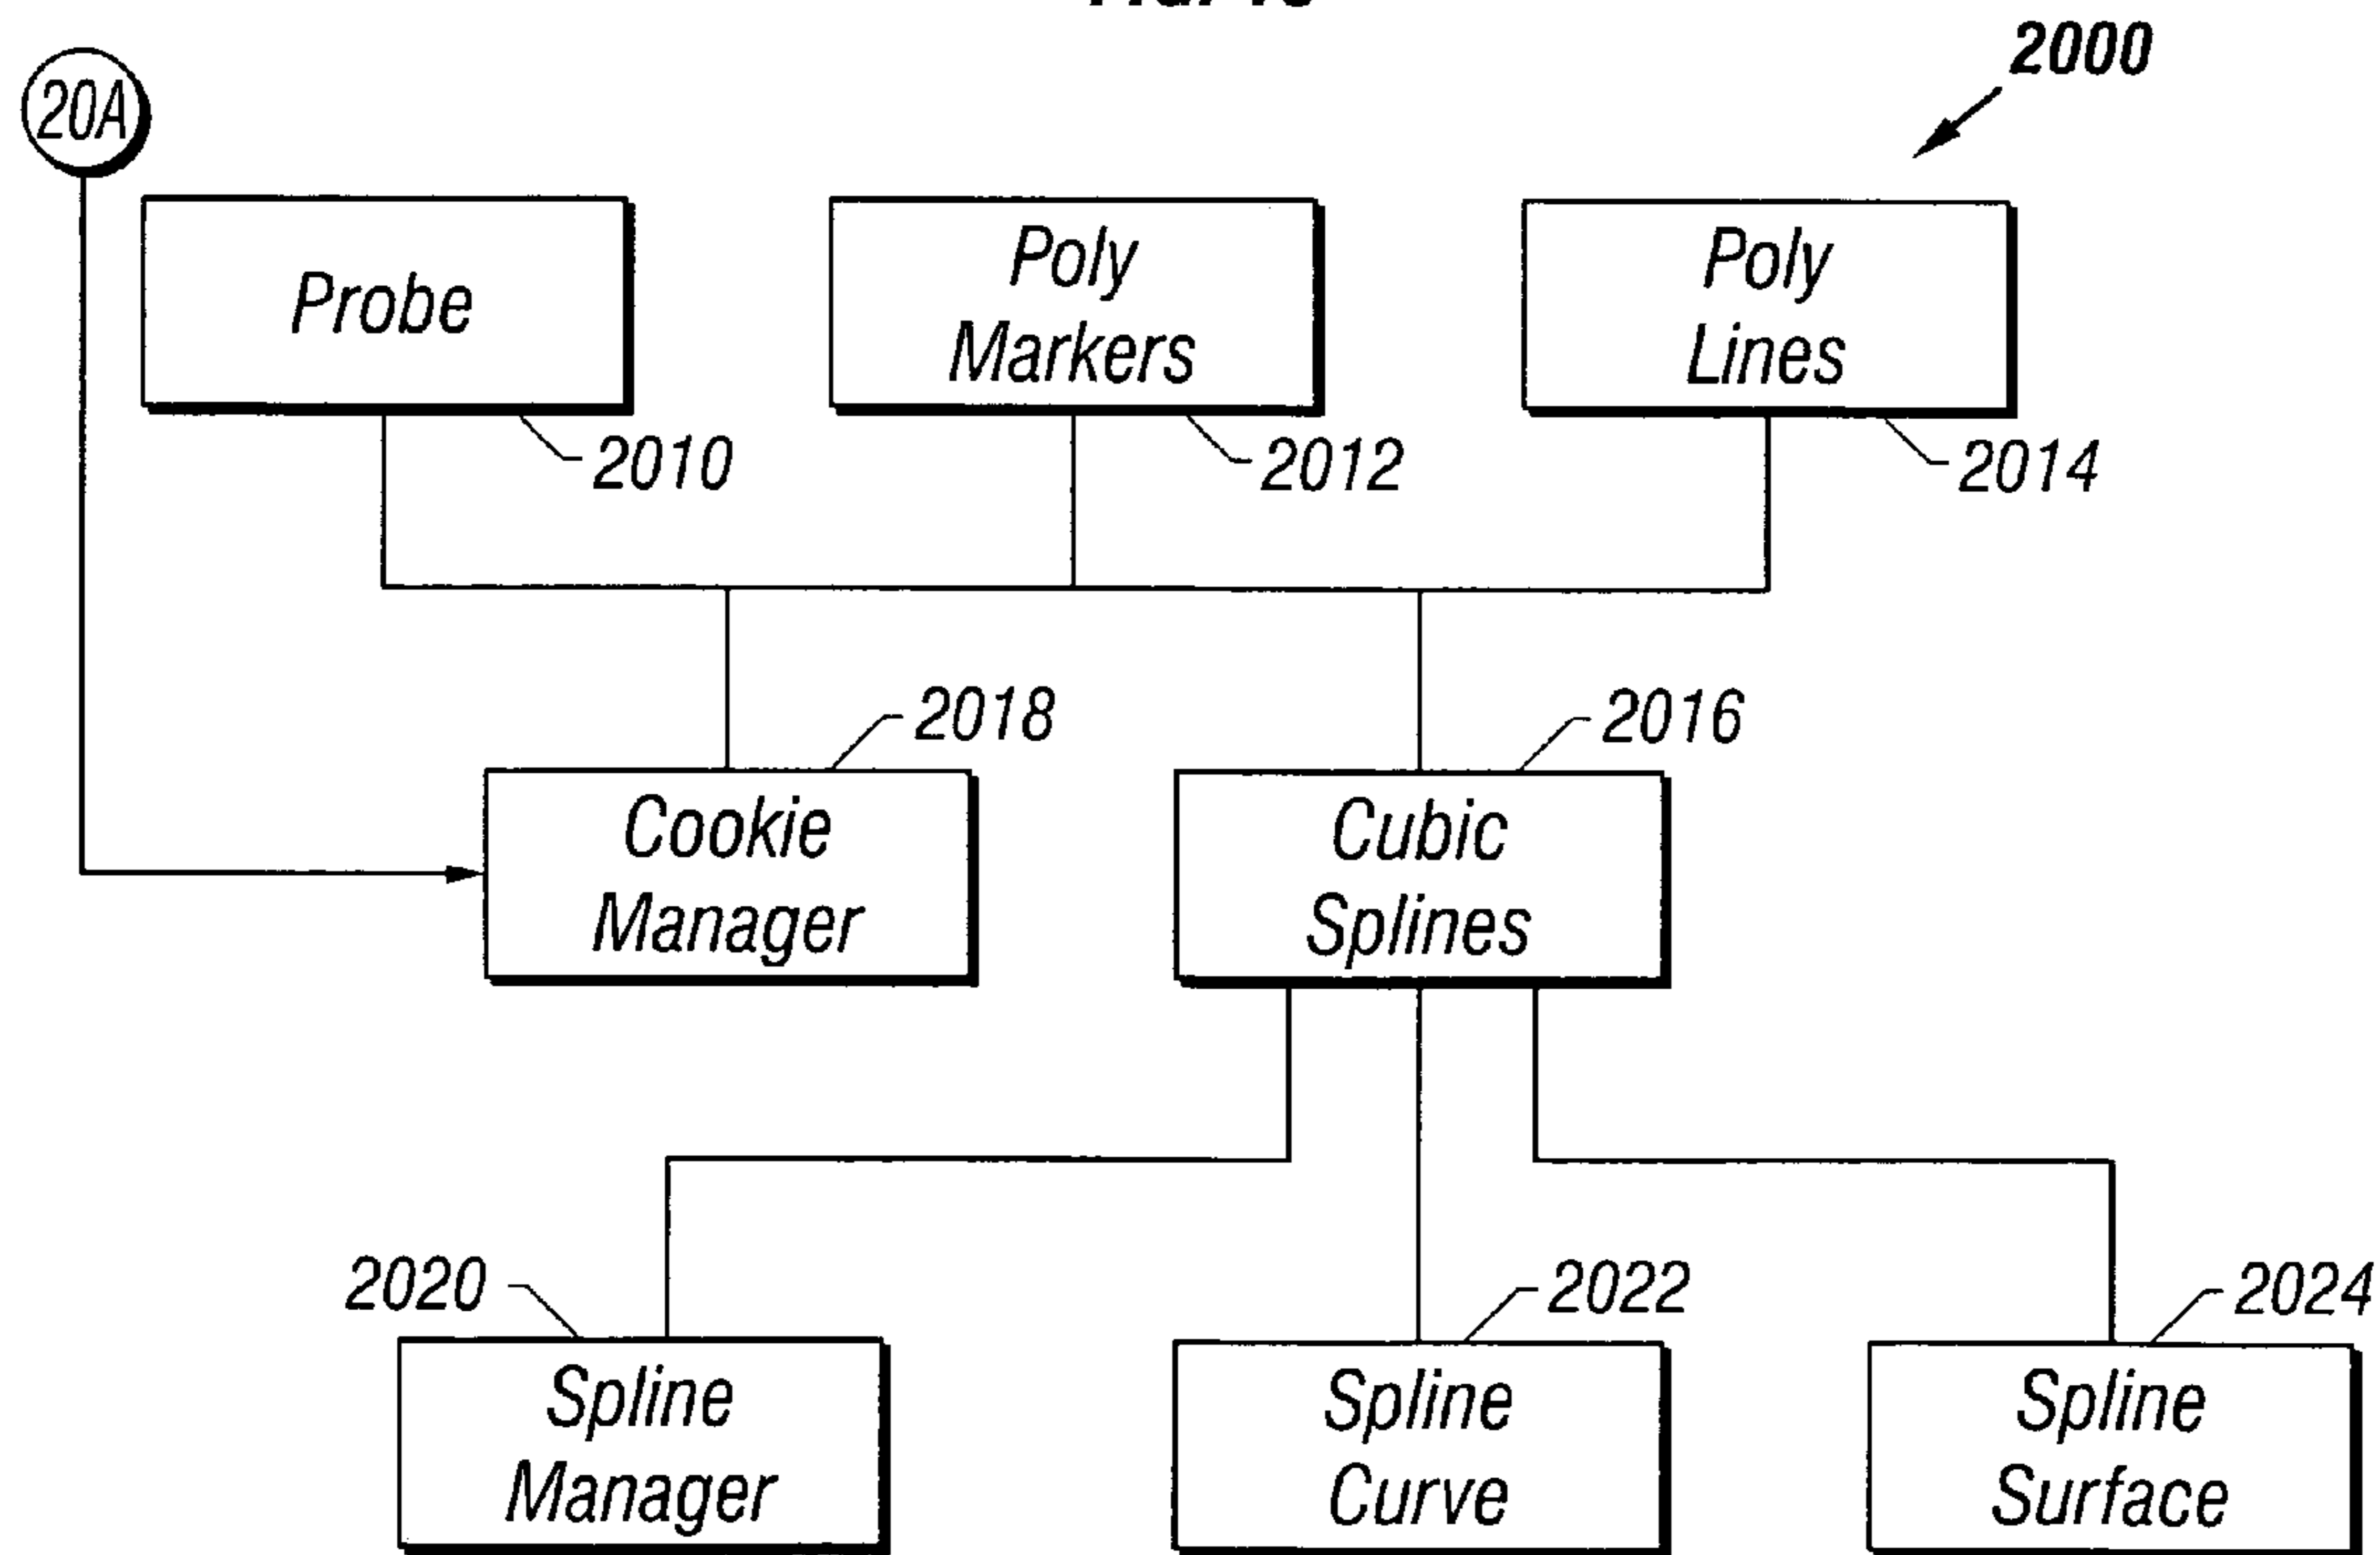 2000
20A
Probe
Poly
Markers
Poly
Lines
2010
2012
2014
2018
2016
Cookie
Manager
Cubic
Splines
2020
2022
2024
Spline
Manager
Spline
Curve
Spline
Surface